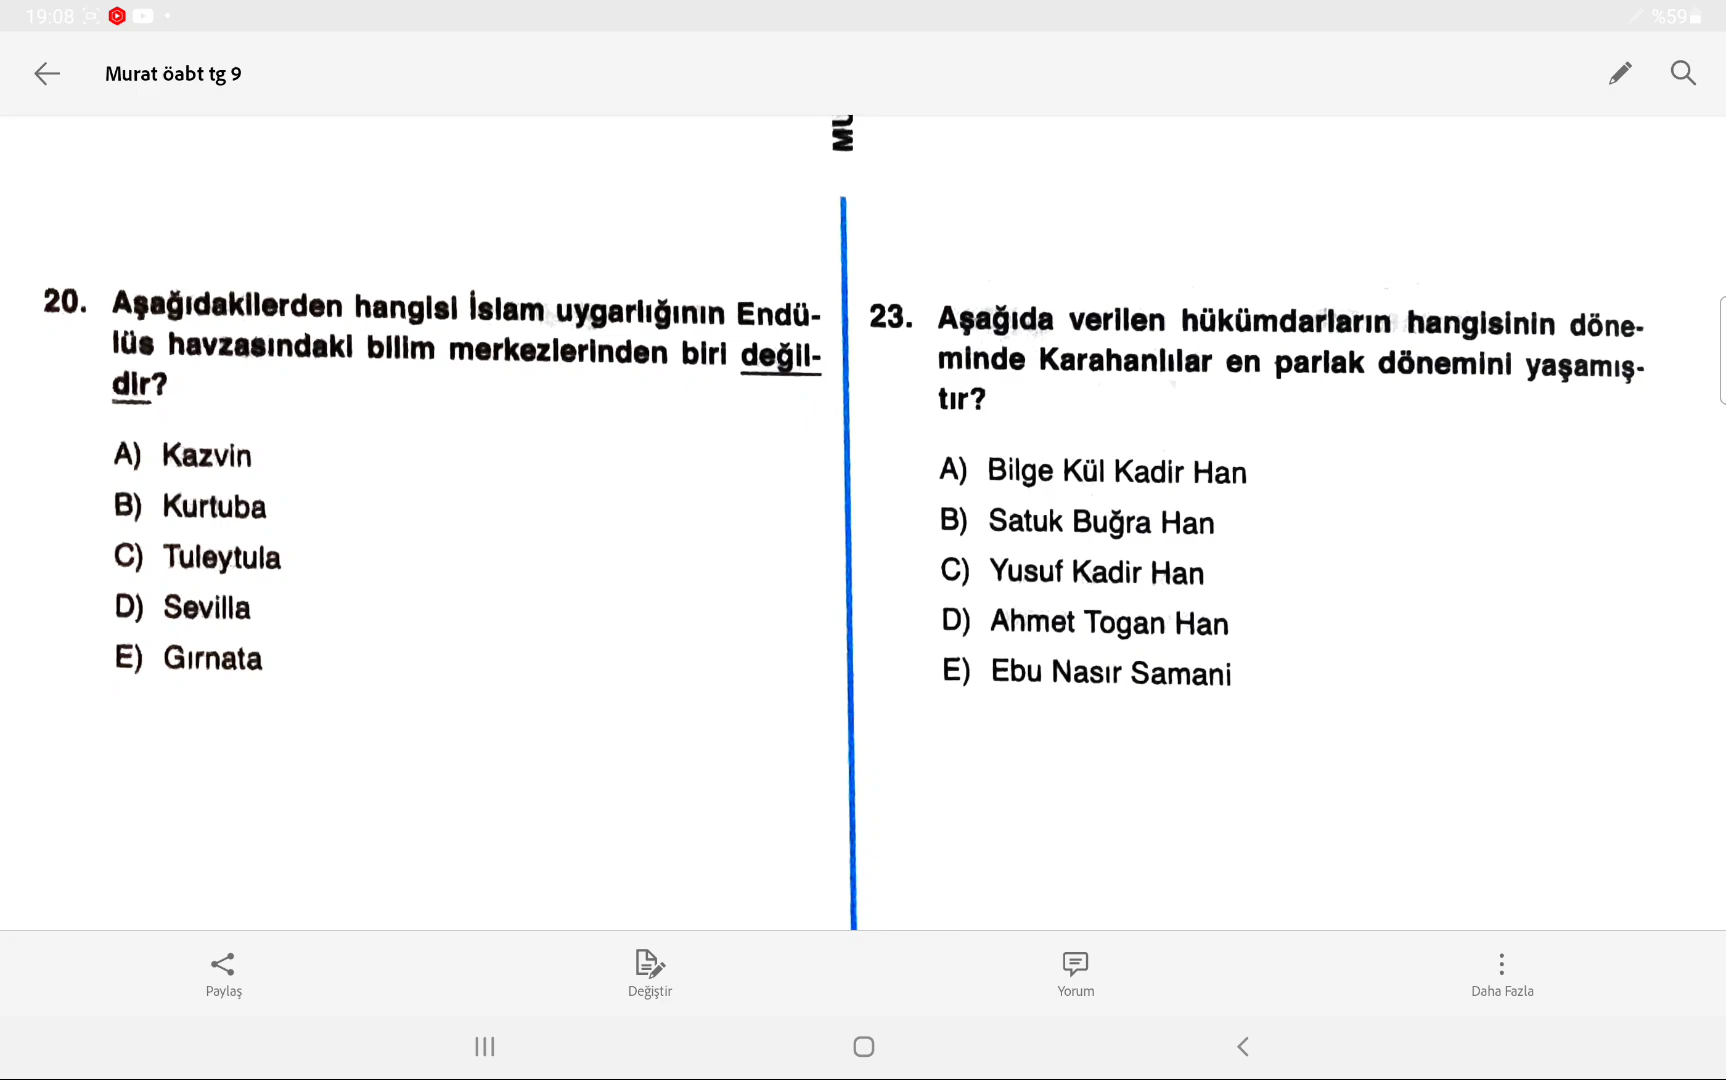 19:08
%59
Murat öabt tg 9
MU
20. Aşağıdakilerden hangisi İslam uygarlığının Endü-
lüs havzasındaki bilim merkezlerinden biri değil-
dir?
A) Kazvin
B) Kurtuba
C) Tuleytula
D) Sevilla
E) Gırnata
23. Aşağıda verilen hükümdarların hangisinin döne-
minde Karahanlılar en parlak dönemini yaşamış-
tır?
A) Bilge Kül Kadir Han
B) Satuk Buğra Han
C) Yusuf Kadir Han
D) Ahmet Togan Han
E) Ebu Nasır Samani
Paylaş
Değiştir
Yorum
Daha Fazla